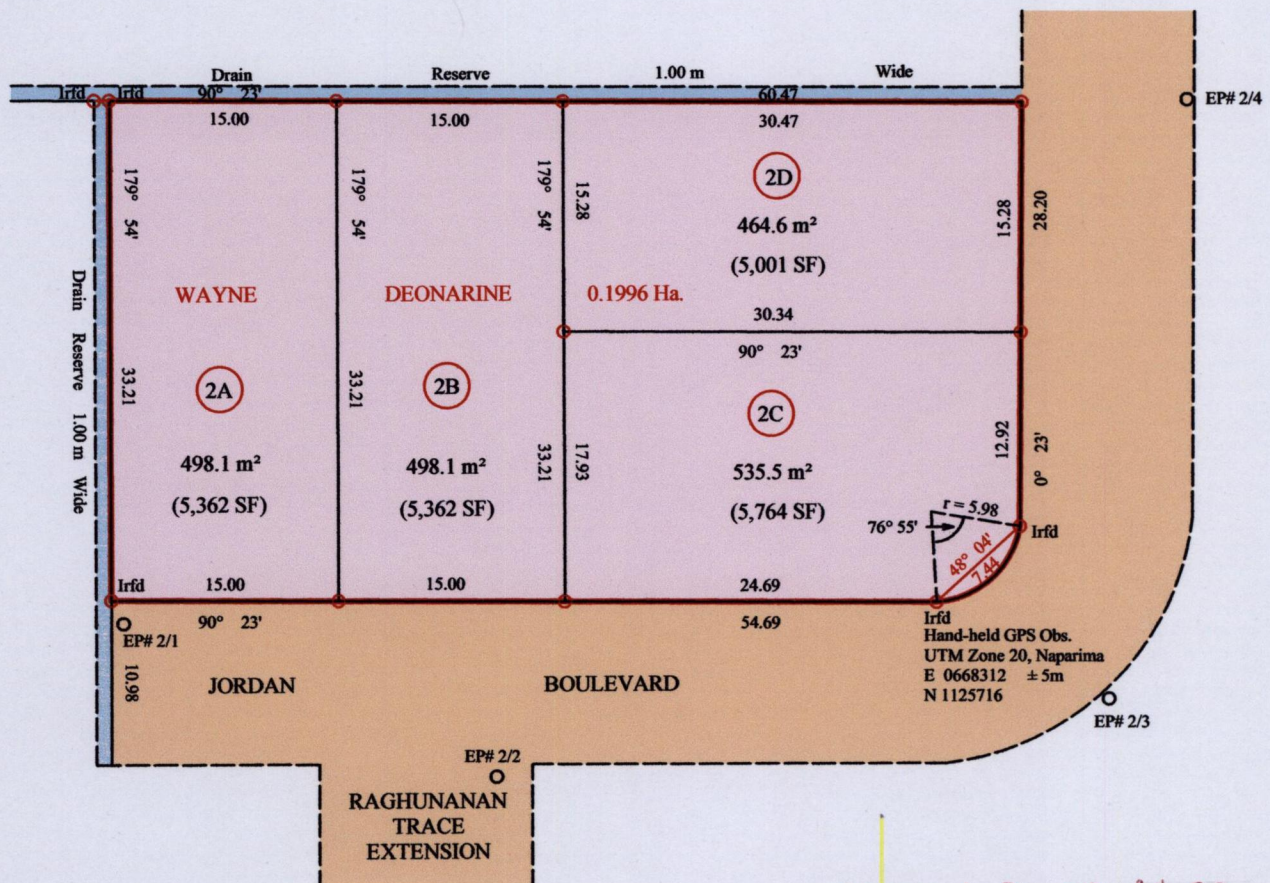 Drain Reserve 1.00 m Wide
Irfd Irfd 90° 23' 60.47
15.00 15.00 30.47
EP# 2/4
179° 54'
179° 54'
179° 54'
15.28
2D
464.6 m²
(5,001 SF)
15.28
28.20
Drain Reserve 1.00 m Wide
WAYNE DEONARINE 0.1996 Ha.
30.34
90° 23'
33.21
2A
33.21
2B
33.21
17.93
2C
12.92
0° 23'
498.1 m²
(5,362 SF)
498.1 m²
(5,362 SF)
535.5 m²
(5,764 SF)
r = 5.98
76° 55'
48° 04'
7.44
Irfd
Irfd
15.00 15.00 24.69
90° 23' 54.69
EP# 2/1
10.98
Irfd
Hand-held GPS Obs.
UTM Zone 20, Naparima
E 0668312 ± 5m
N 1125716
JORDAN BOULEVARD
EP# 2/3
EP# 2/2
RAGHUNANAN
TRACE
EXTENSION